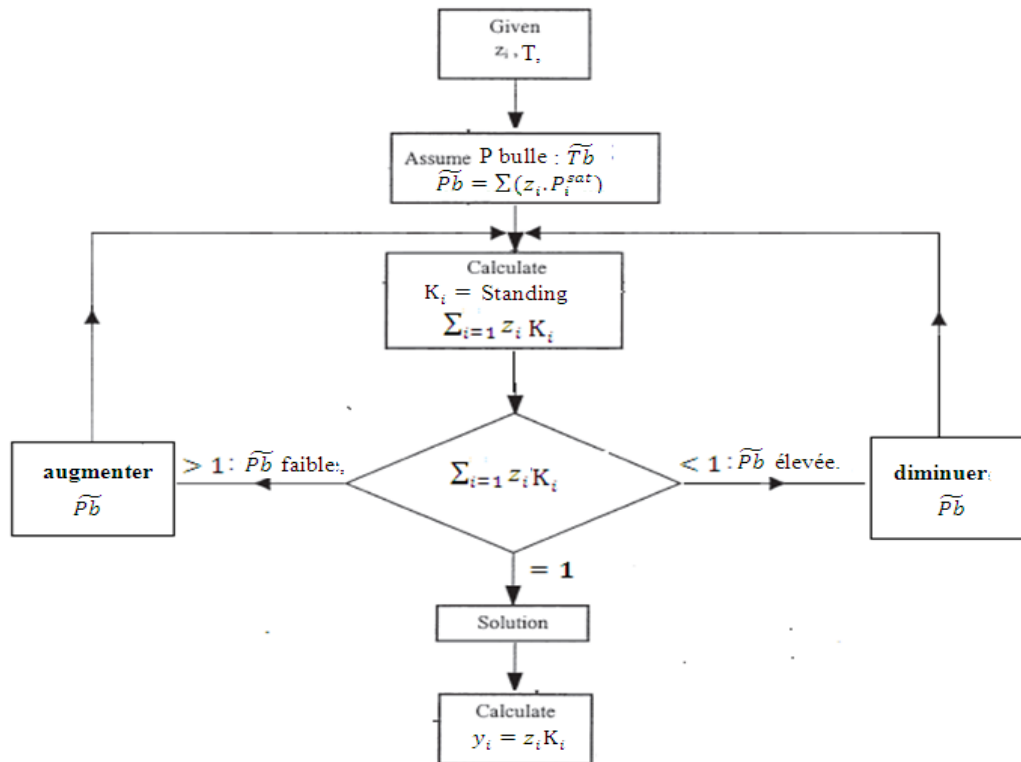 Given
zᵢ , T,
Assume P bulle : T̃b :
P̃b = Σ(zᵢ.Pᵢˢᵃᵗ)
Calculate
Kᵢ = Standing
Σᵢ₌₁ zᵢ Kᵢ
augmenter
P̃b
> 1: P̃b faible,
Σᵢ₌₁ zᵢ Kᵢ
< 1: P̃b élevée.
diminuer
P̃b
= 1
Solution
Calculate
yᵢ = zᵢKᵢ